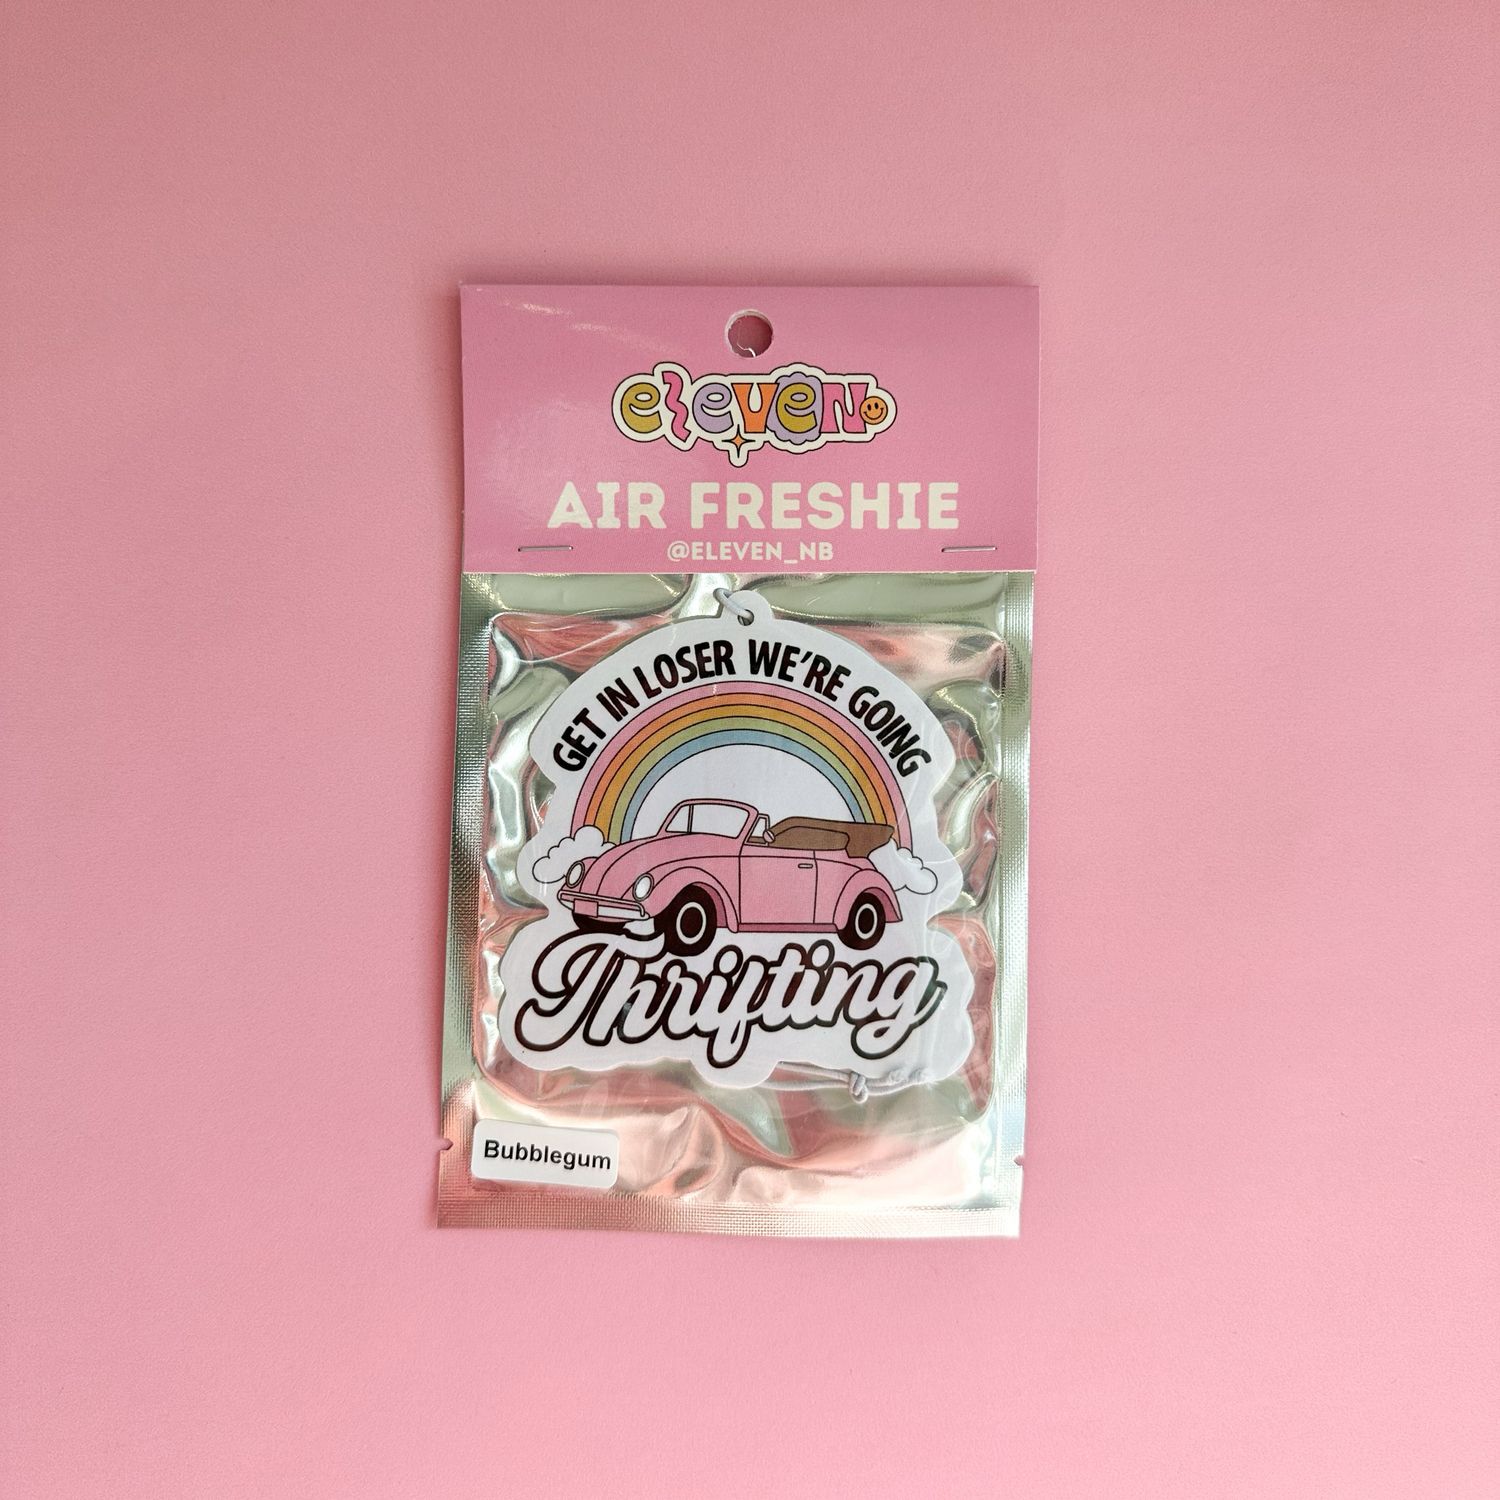 eleven
AIR FRESHIE
@ELEVEN_NB
GET IN LOSER WE'RE GOING
Thrifting
Bubblegum